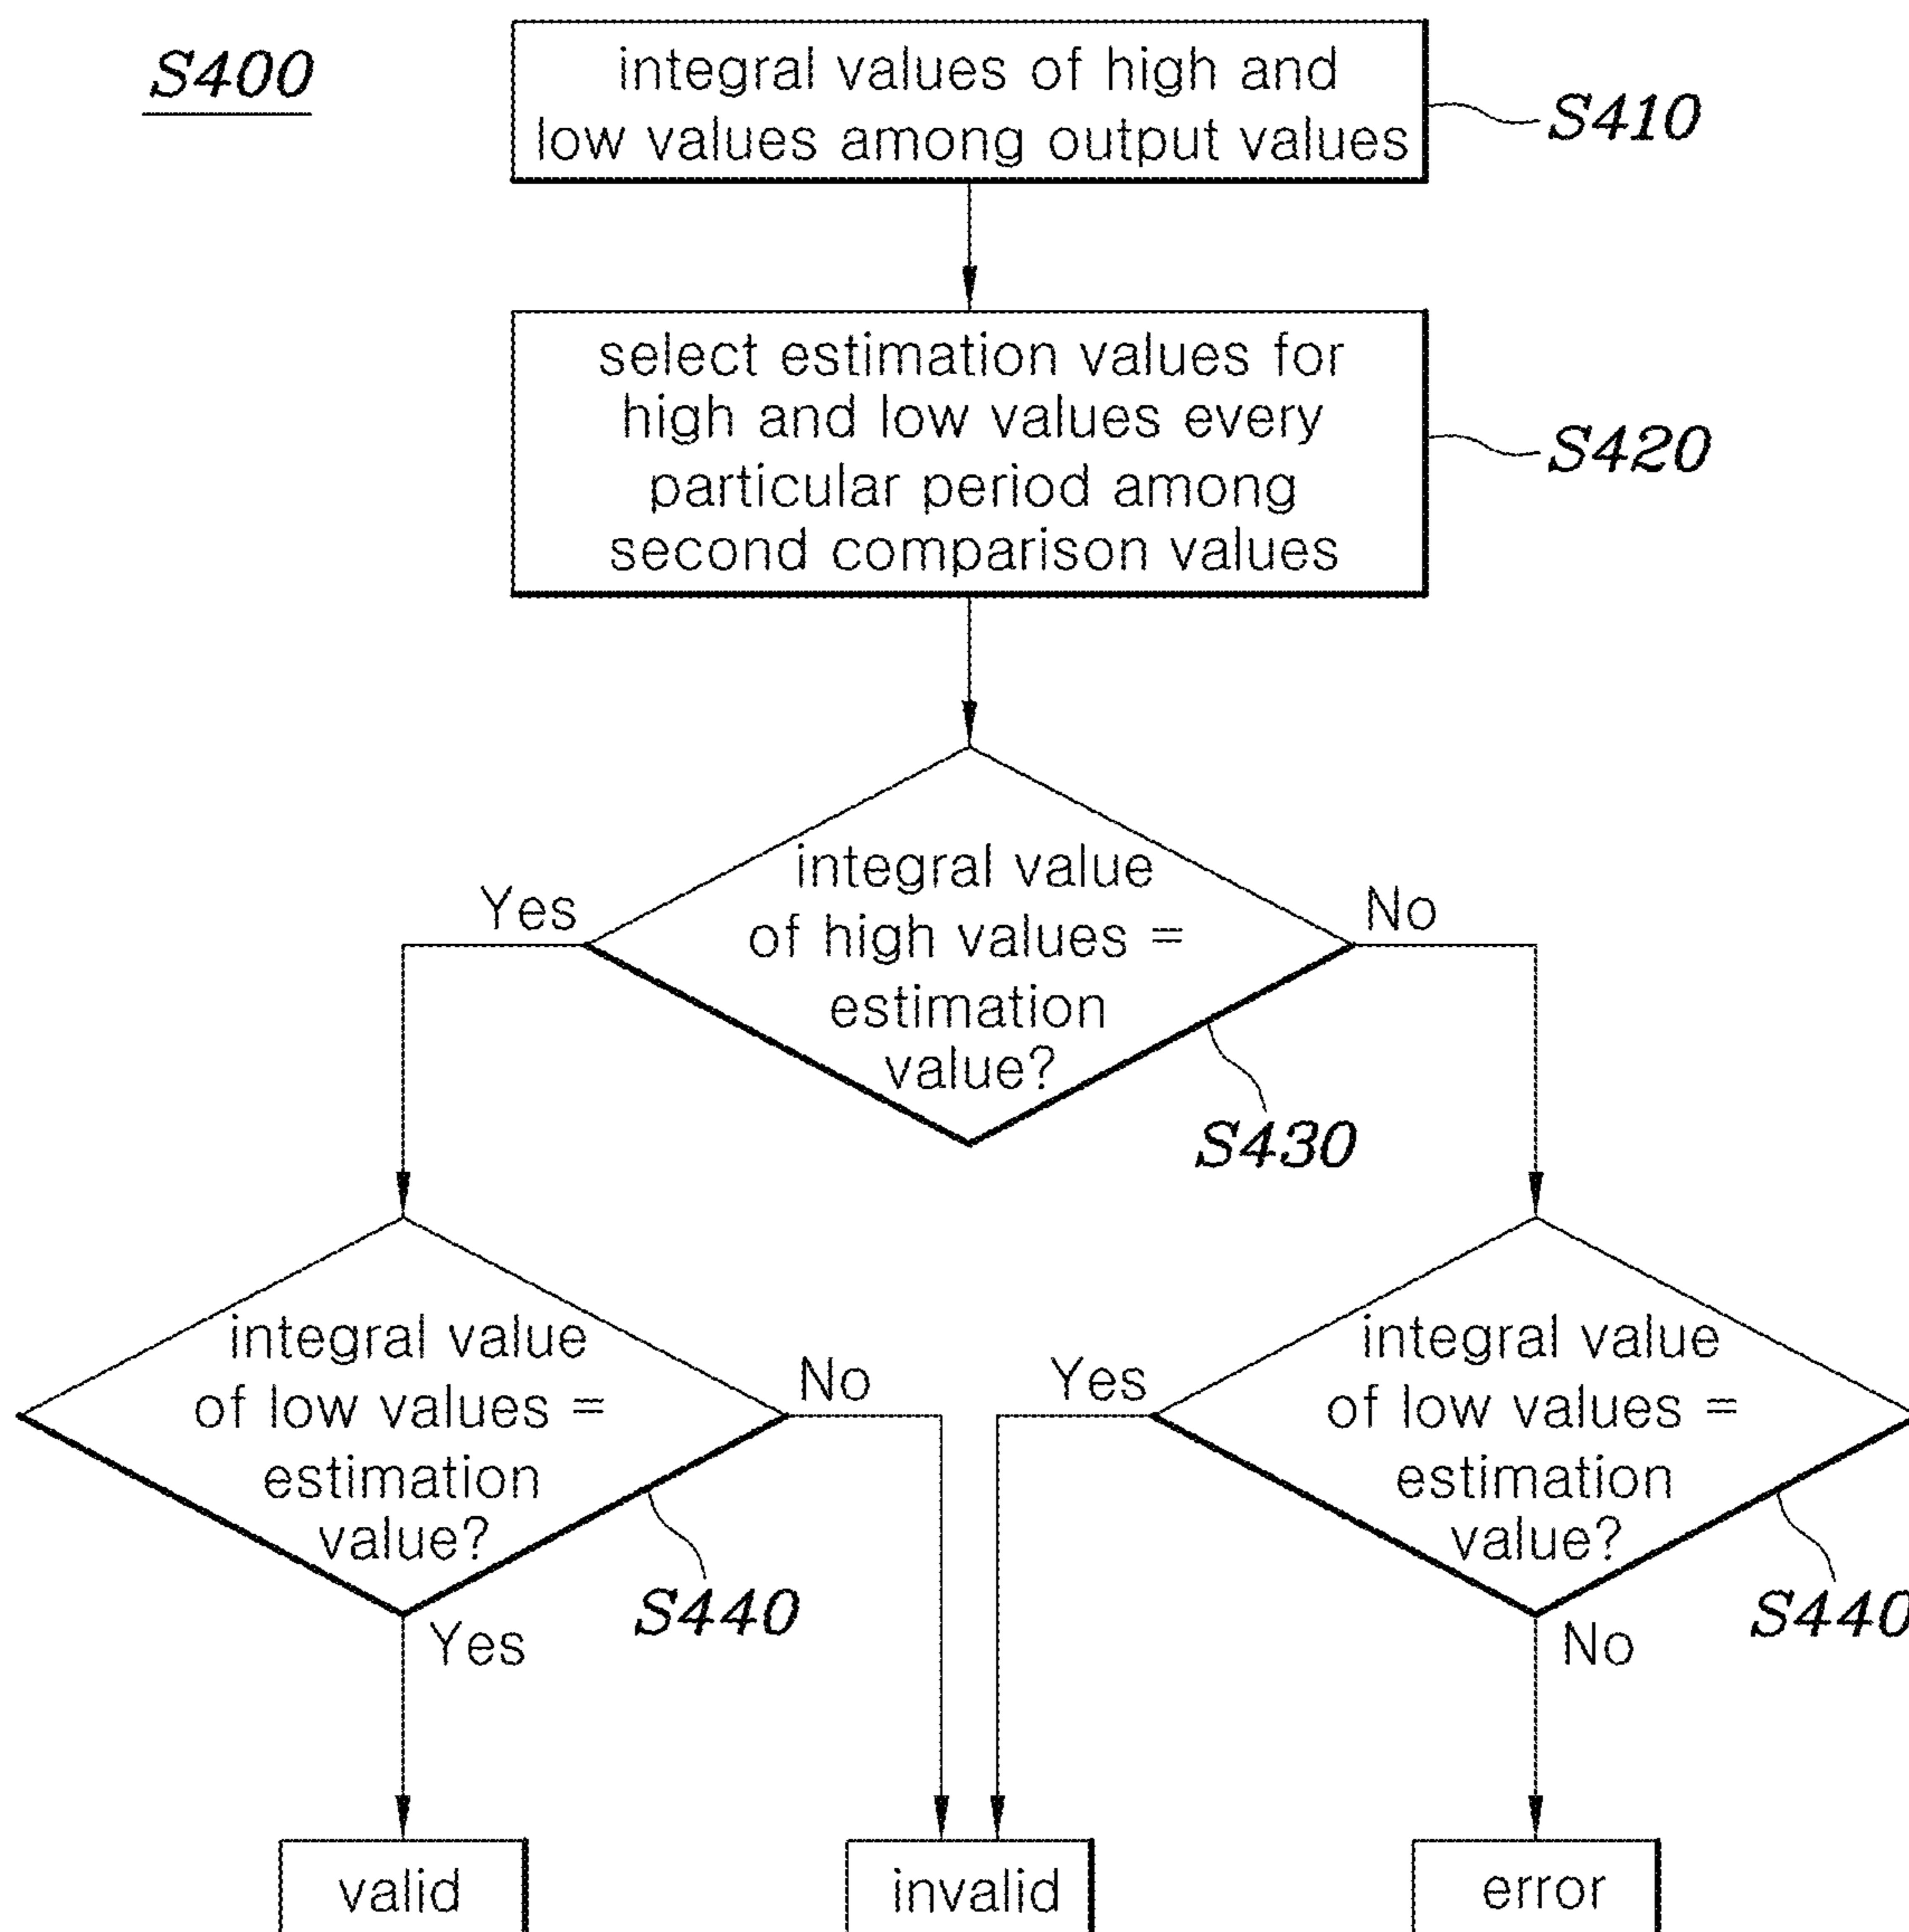 S400
integral values of high and
low values among output values
S410
select estimation values for
high and low values every
particular period among
second comparison values
S420
integral value
of high values =
estimation
value?
Yes
No
S430
integral value
of low values =
estimation
value?
No
Yes
S440
integral value
of low values =
estimation
value?
Yes
No
S440
valid
invalid
error